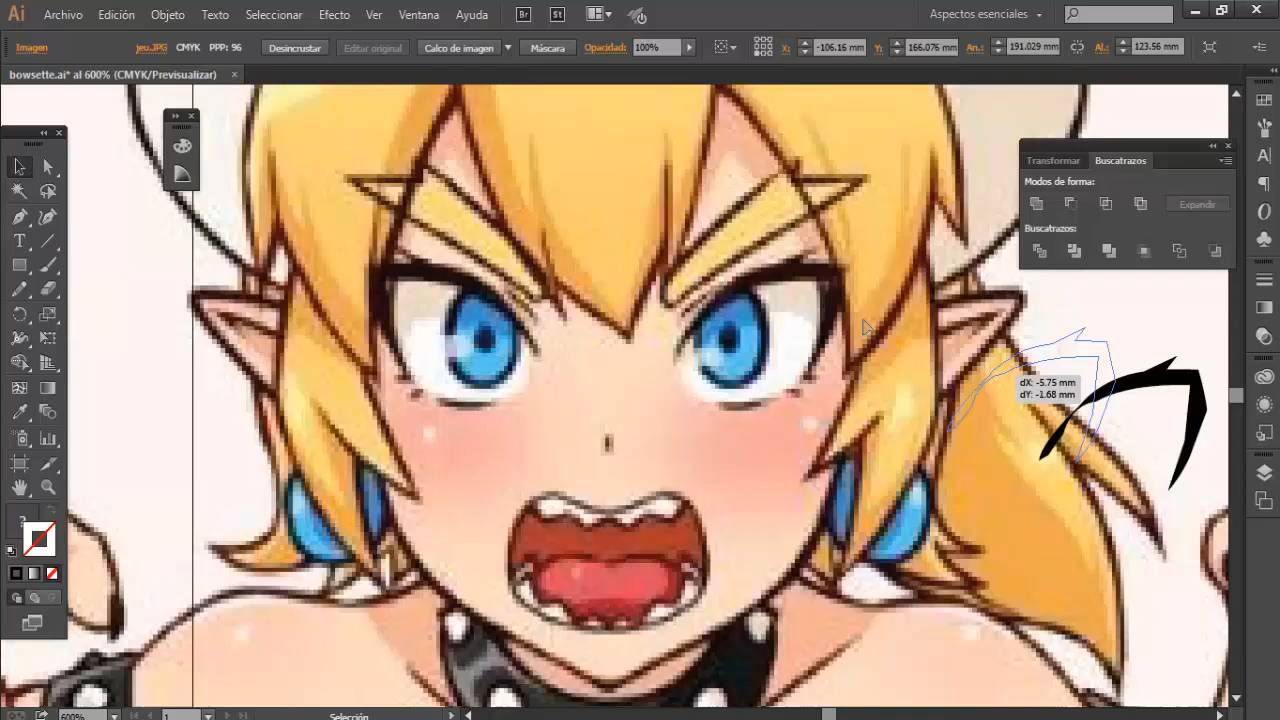 Ai Archivo Edición Objeto Texto Seleccionar Efecto Ver Ventana Ayuda Br St Aspectos esenciales
Imagen jeu.JPG CMYK PPP: 96 Desincrustar Editar original Calco de imagen Máscara Opacidad: 100% X: -106.16 mm Y: 166.076 mm An.: 191.029 mm Al.: 123.56 mm
bowsette.ai* al 600% (CMYK/Previsualizar)
Transformar Buscatrazos
Modos de forma:
Expandir
Buscatrazos:
dX: -5.75 mm
dY: -1.68 mm
600% 1 Selección